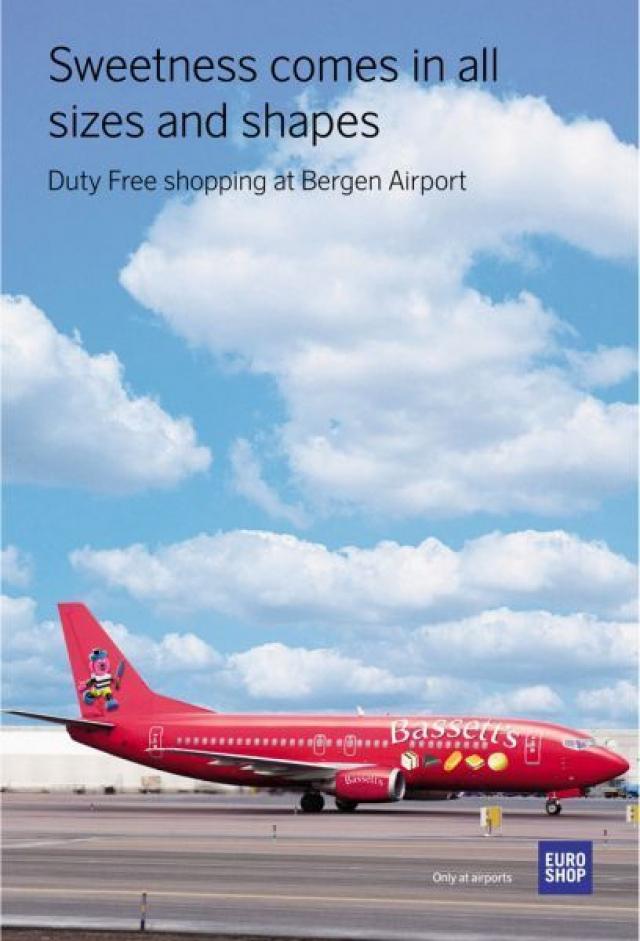 Sweetness comes in all
sizes and shapes
Duty Free shopping at Bergen Airport
Bassett's
Bassett's
Only at airports
EURO
SHOP